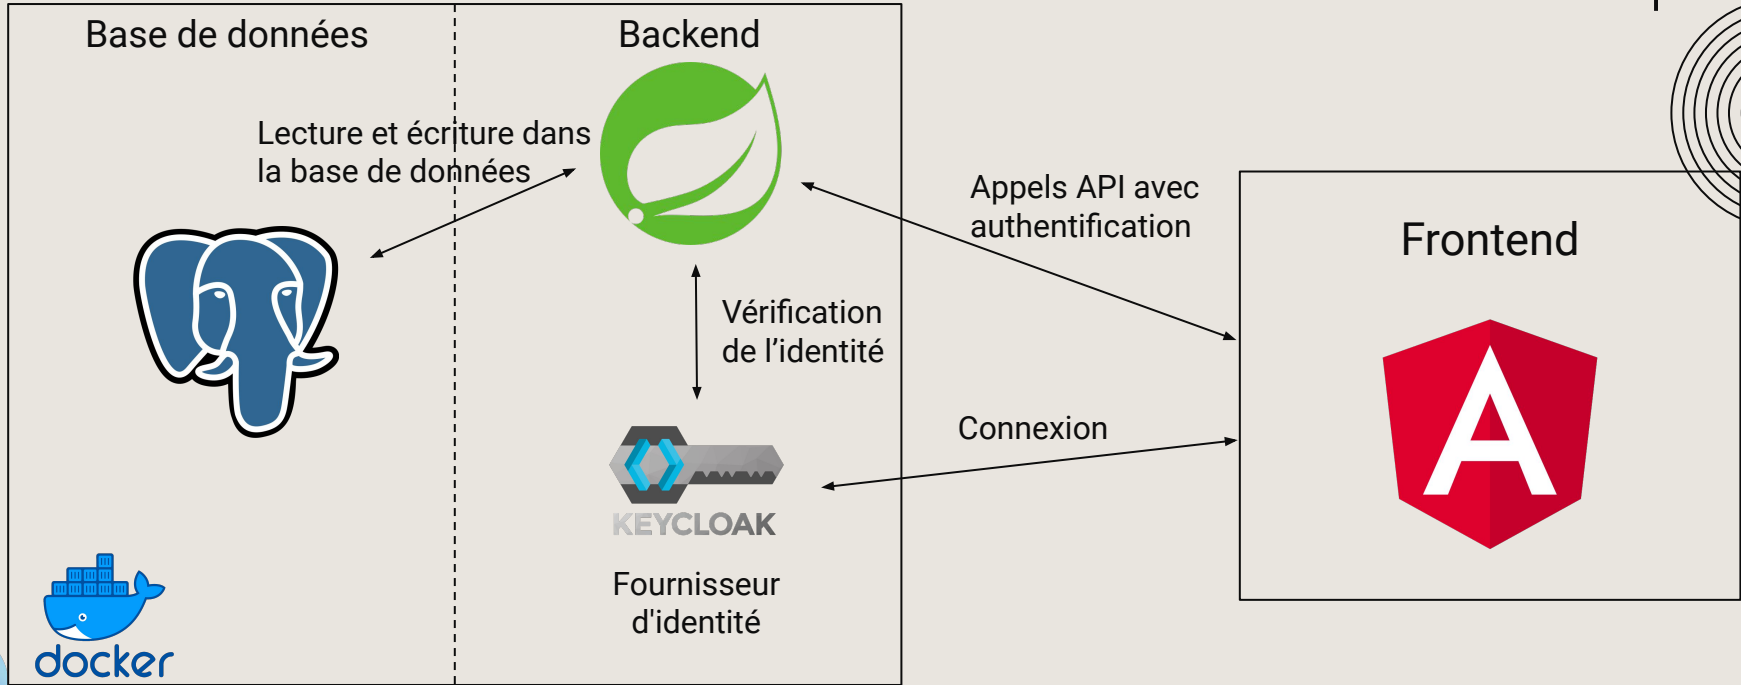 Base de données
Backend
Lecture et écriture dans
la base de données
Appels API avec
authentification
Frontend
Vérification
de l’identité
Connexion
KEYCLOAK
Fournisseur
d'identité
docker